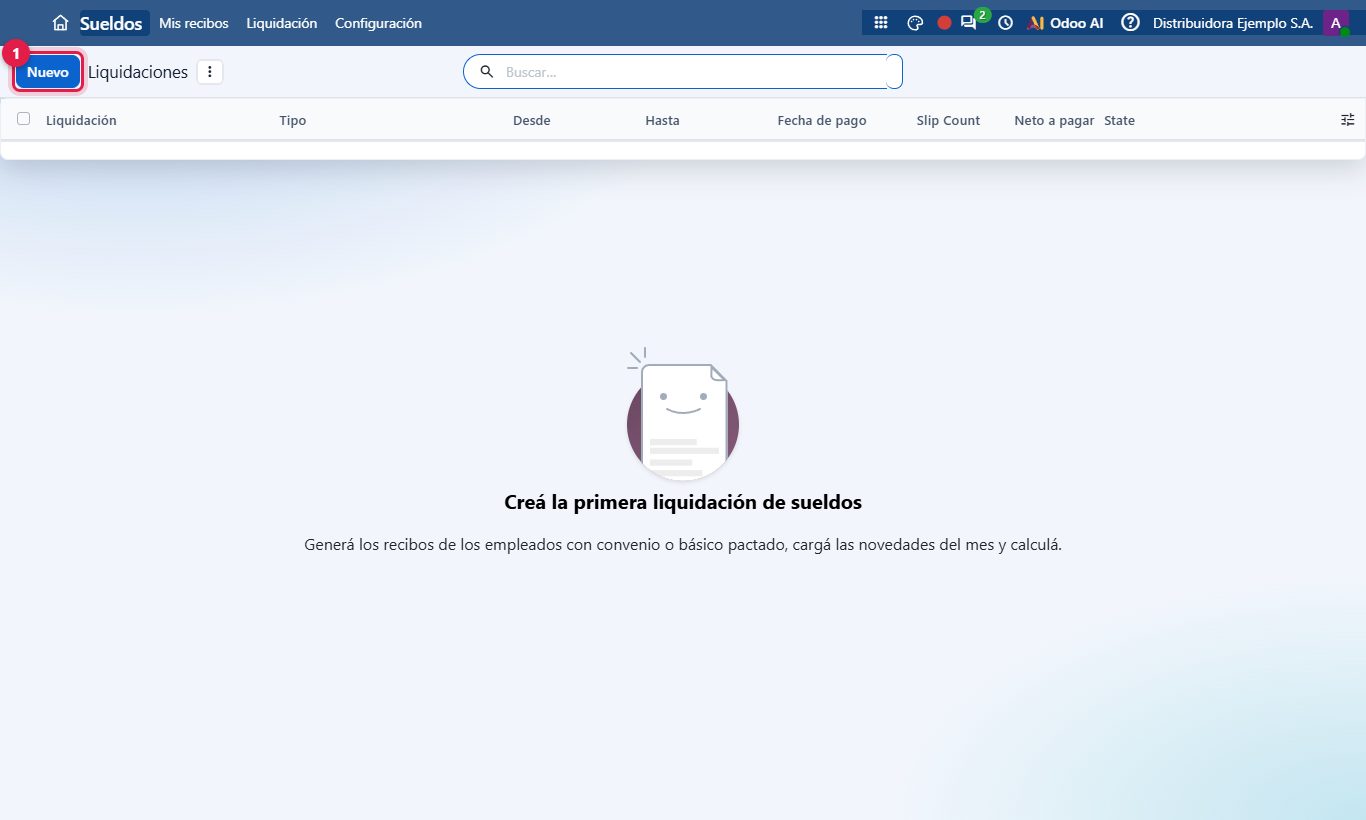 Sueldos Mis recibos Liquidación Configuración 2 Odoo AI Distribuidora Ejemplo S.A. A
1
Nuevo Liquidaciones Buscar...
Liquidación Tipo Desde Hasta Fecha de pago Slip Count Neto a pagar State
Creá la primera liquidación de sueldos
Generá los recibos de los empleados con convenio o básico pactado, cargá las novedades del mes y calculá.